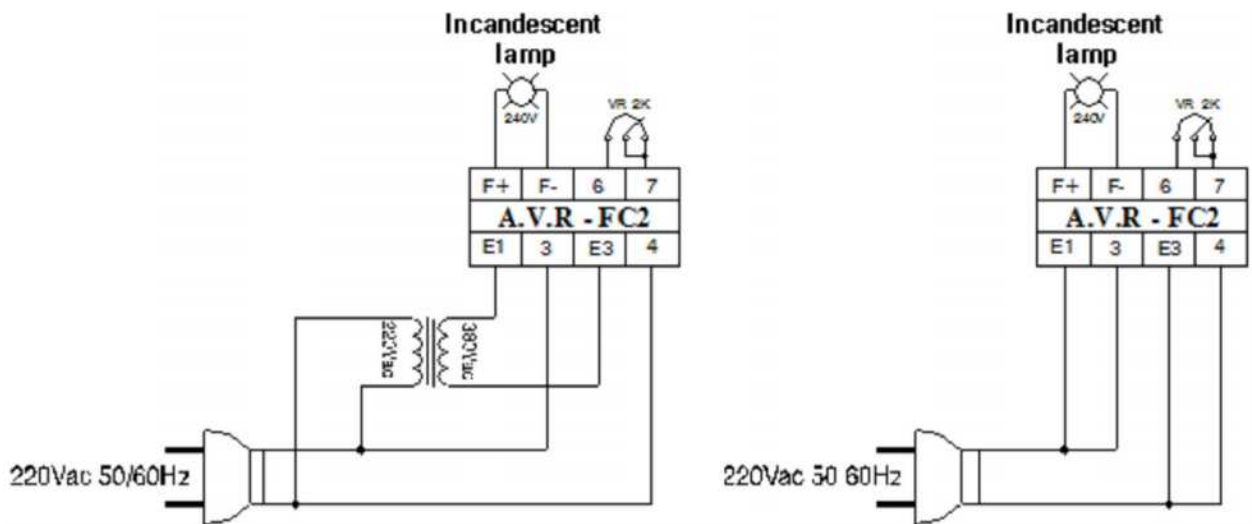 Incandescent
lamp
240V
VR 2K
F+ F- 6 7
A.V.R - FC2
E1 3 E3 4
220Vac
380Vac
220Vac 50/60Hz
Incandescent
lamp
240V
VR 2K
F+ F- 6 7
A.V.R - FC2
E1 3 E3 4
220Vac 50 60Hz